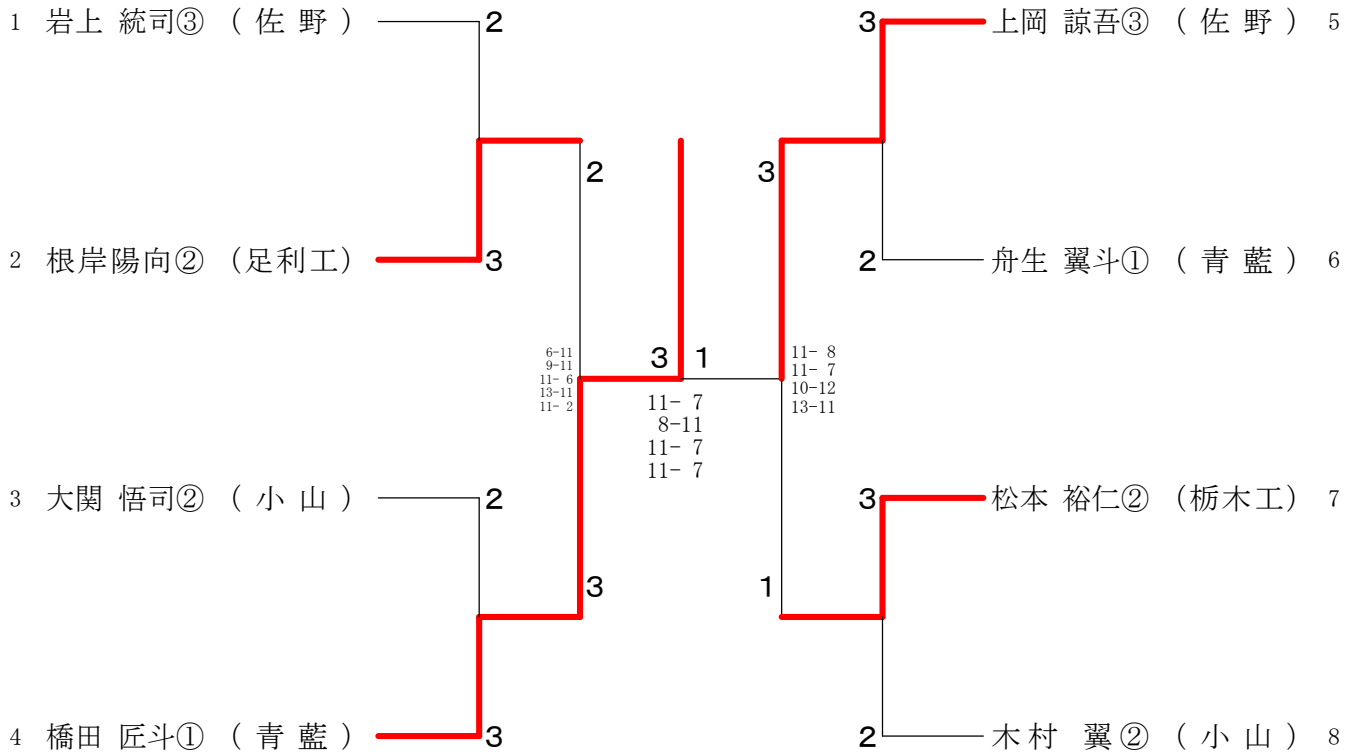 1 岩上 統司③ ( 佐 野 ) 2
3 上岡 諒吾③ ( 佐 野 ) 5
2 3
2 根岸陽向② (足利工) 3
2 舟生 翼斗① ( 青 藍 ) 6
6-11
9-11
11- 6
13-11
11- 2
3 1
11- 7
8-11
11- 7
11- 7
11- 8
11- 7
10-12
13-11
3 大関 悟司② ( 小 山 ) 2
3 松本 裕仁② (栃木工) 7
3 1
4 橋田 匠斗① ( 青 藍 ) 3
2 木村 翼② ( 小 山 ) 8